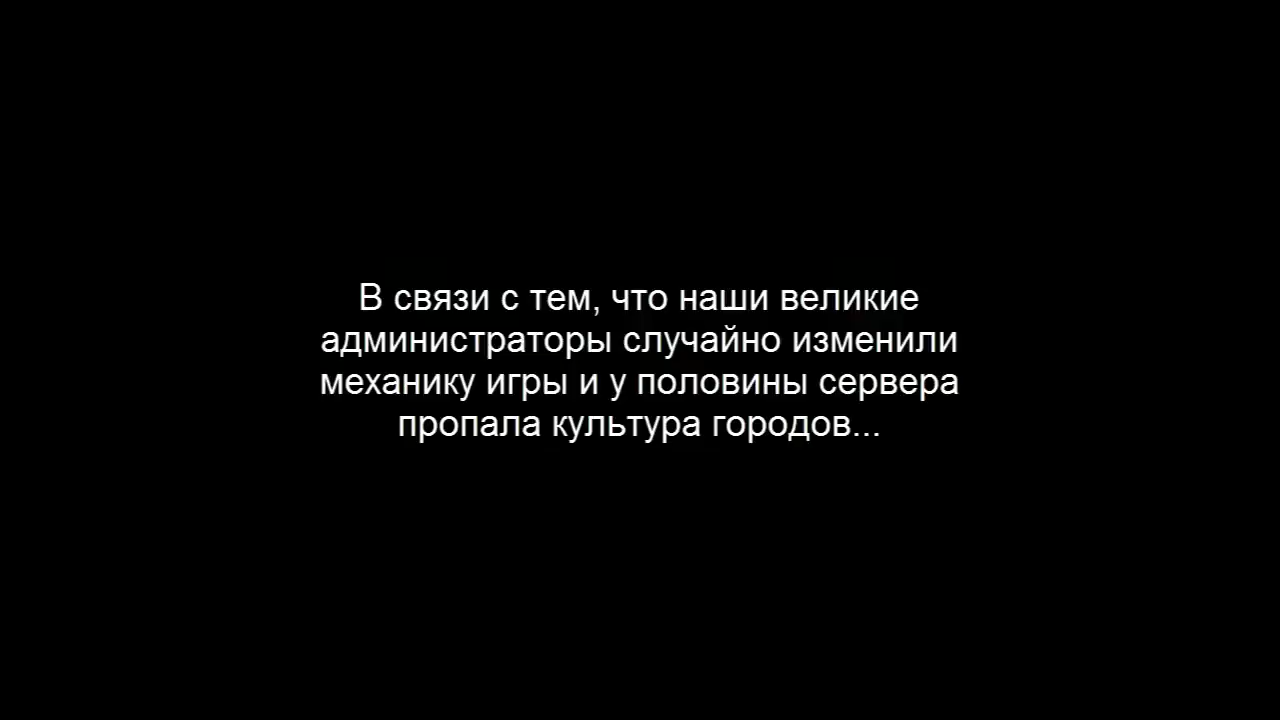 В связи с тем, что наши великие
администраторы случайно изменили
механику игры и у половины сервера
пропала культура городов...